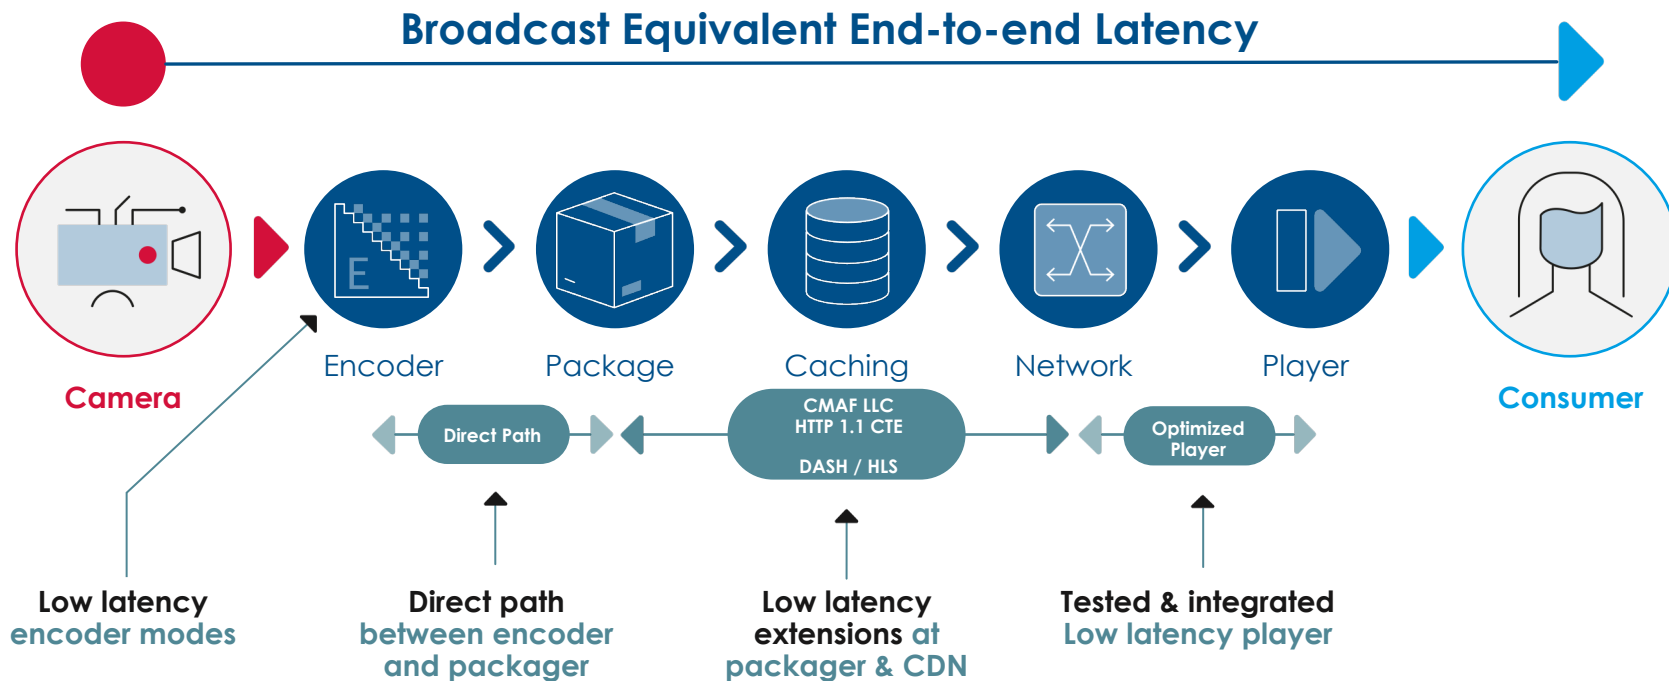 Broadcast Equivalent End-to-end Latency
E
Encoder
Package
Caching
Network
Player
Camera
Consumer
Direct Path
CMAF LLC
HTTP 1.1 CTE
DASH / HLS
Optimized
Player
Low latency
encoder modes
Direct path
between encoder
and packager
Low latency
extensions at
packager & CDN
Tested & integrated
Low latency player